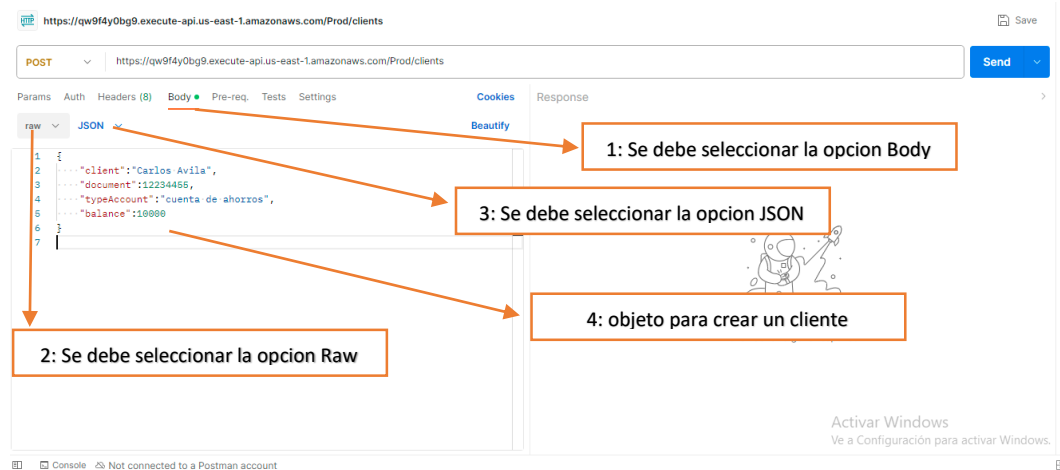 HTTP https://qw9f4y0bg9.execute-api.us-east-1.amazonaws.com/Prod/clients
Save
POST https://qw9f4y0bg9.execute-api.us-east-1.amazonaws.com/Prod/clients
Send
Params Auth Headers (8) Body Pre-req. Tests Settings Cookies
Response
raw JSON Beautify
1: Se debe seleccionar la opcion Body
1 {
2 ····"client":"Carlos·Avila",
3 ····"document":12234455,
4 ····"typeAccount":"cuenta·de·ahorros",
5 ····"balance":10000
6 }
7
3: Se debe seleccionar la opcion JSON
4: objeto para crear un cliente
2: Se debe seleccionar la opcion Raw
Activar Windows
Ve a Configuración para activar Windows.
Console Not connected to a Postman account